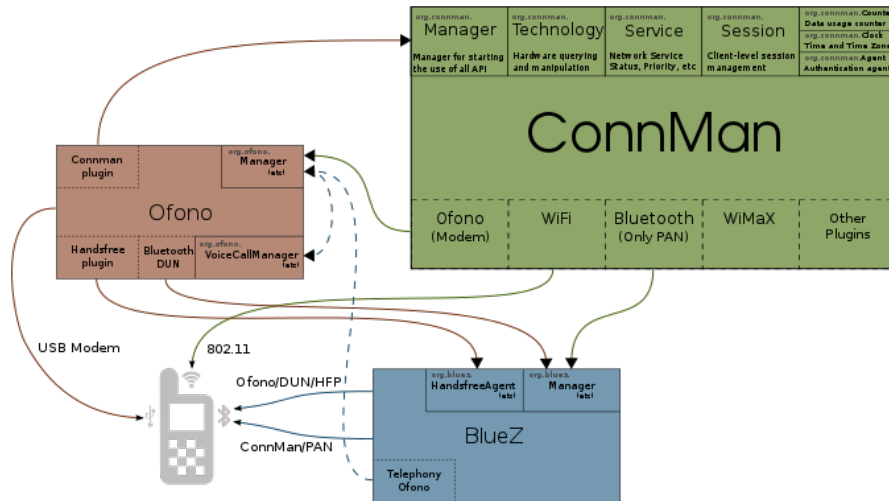 org.connman.
Manager
Manager for starting
the use of all API
org.connman.
Technology
Hardware querying
and manipulation
org.connman.
Service
Network Service
Status, Priority, etc
org.connman.
Session
Client-level session
management
org.connman.Counte
Data usage counter
org.connman.Clock
Time and Time Zone
org.connman.Agent
Authentication agent
ConnMan
Ofono
(Modem)
WiFi
Bluetooth
(Only PAN)
WiMaX
Other
Plugins
Connman
plugin
org.ofono.
Manager
(etc)
Ofono
Handsfree
plugin
Bluetooth
DUN
org.ofono.
VoiceCallManager
(etc)
USB Modem
802.11
Ofono/DUN/HFP
ConnMan/PAN
org.bluez.
HandsfreeAgent
(etc)
org.bluez.
Manager
(etc)
BlueZ
Telephony
Ofono